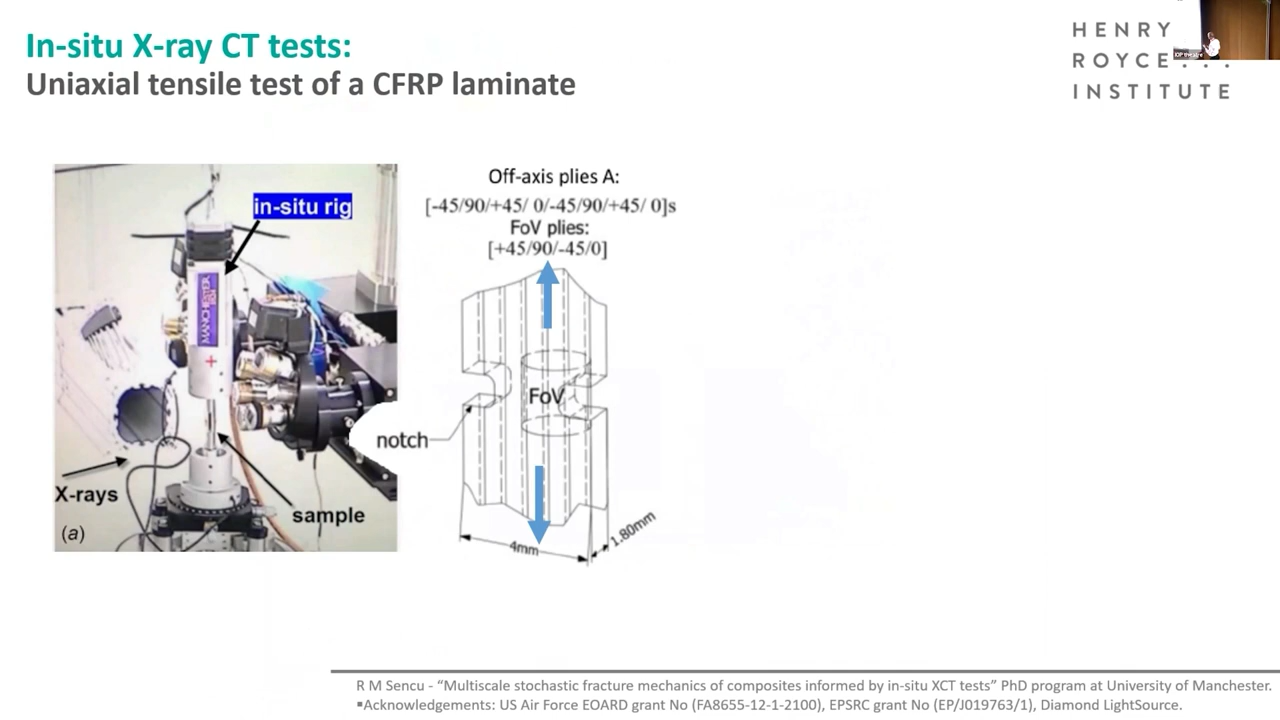 In-situ X-ray CT tests:
Uniaxial tensile test of a CFRP laminate
HENRY
ROYCE . . .
INSTITUTE
IOP theatre
in-situ rig
MANCHESTER
X-rays
sample
(a)
Off-axis plies A:
[-45/90/+45/ 0/-45/90/+45/ 0]s
FoV plies:
[+45/90/-45/0]
FoV
notch
4mm
1.80mm
R M Sencu - “Multiscale stochastic fracture mechanics of composites informed by in-situ XCT tests” PhD program at University of Manchester.
▪Acknowledgements: US Air Force EOARD grant No (FA8655-12-1-2100), EPSRC grant No (EP/J019763/1), Diamond LightSource.